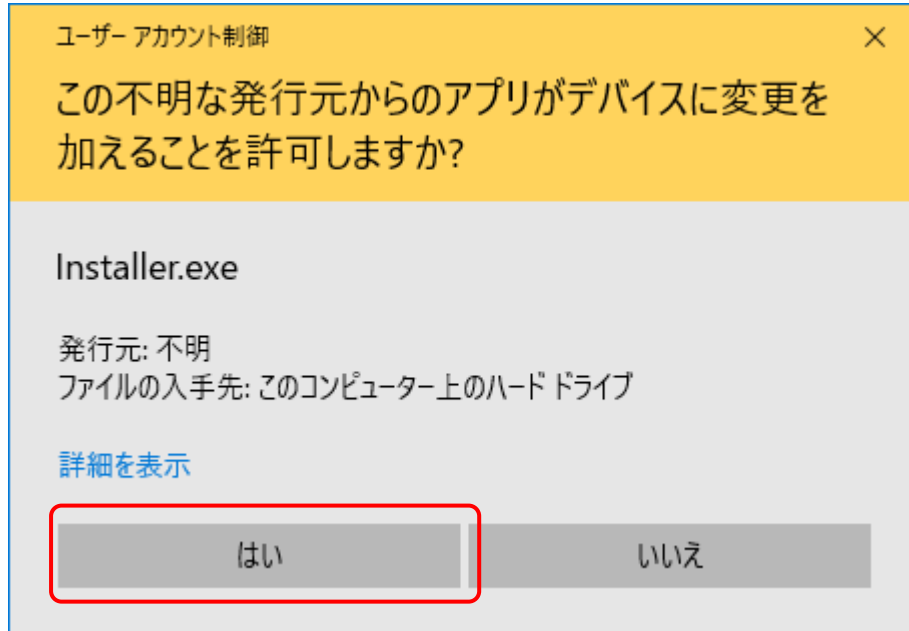 ユーザー アカウント制御
この不明な発行元からのアプリがデバイスに変更を
加えることを許可しますか?
Installer.exe
発行元: 不明
ファイルの入手先: このコンピューター上のハード ドライブ
詳細を表示
はい
いいえ